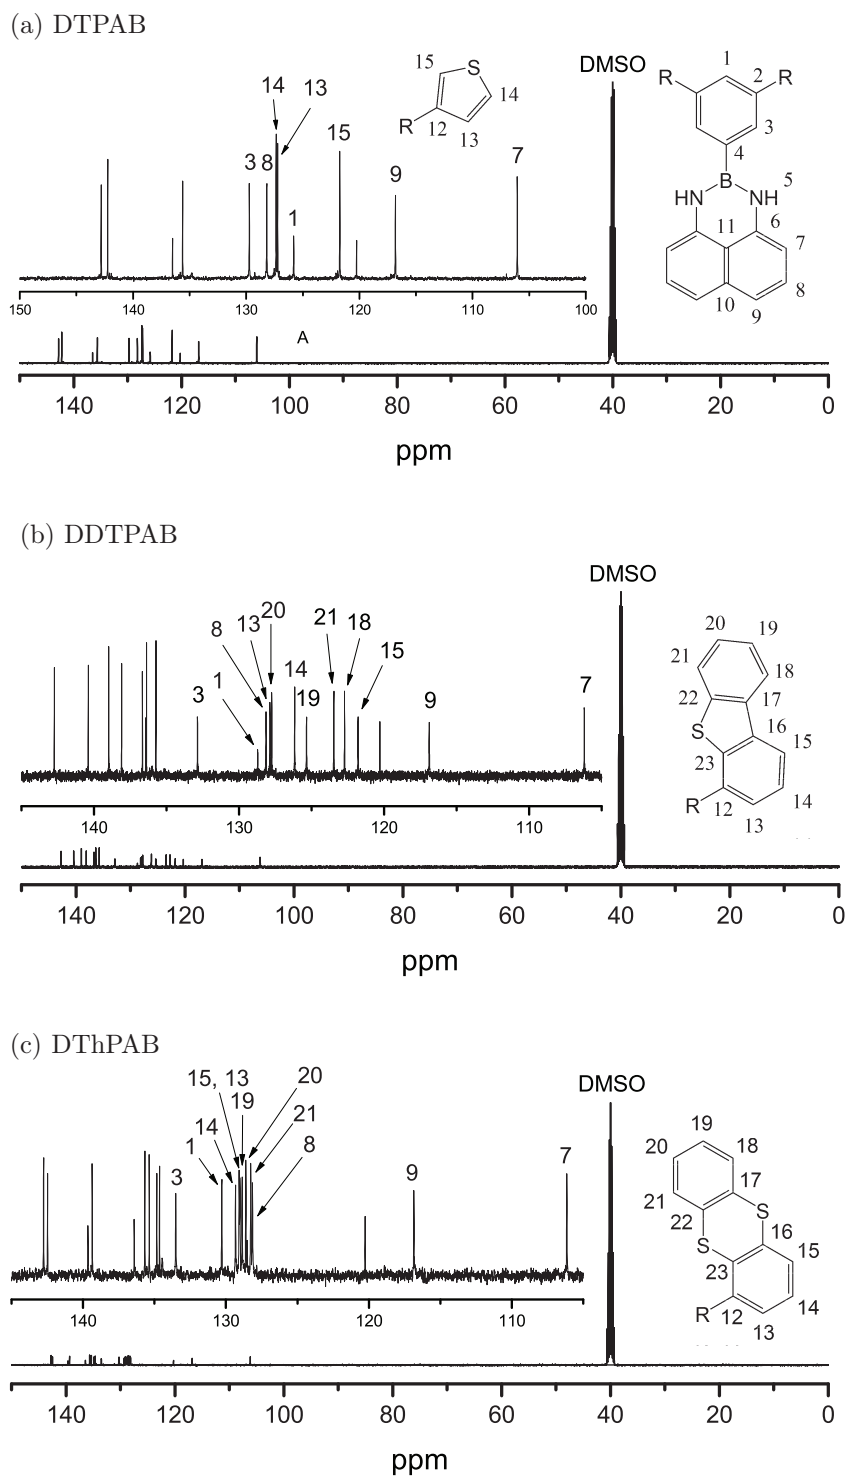 (a) DTPAB
DMSO
14 13
3 8 1 15 9 7
15 S 14 R 12 13
1 R 2 R 3 4 B HN NH 5 6 11 7 8 10 9
150 140 130 120 110 100
A
140 120 100 80 60 40 20 0
ppm
(b) DDTPAB
DMSO
3 1 8 13 20 14 19 21 18 15 9 7
20 19 21 18 22 17 S 16 15 23 R 12 14 13
140 130 120 110
140 120 100 80 60 40 20 0
ppm
(c) DThPAB
DMSO
15, 13 20
19
14 21
1 8
3 9 7
19 20 18 21 17 22 S S 16 23 15 R 12 14 13
140 130 120 110
140 120 100 80 60 40 20 0
ppm